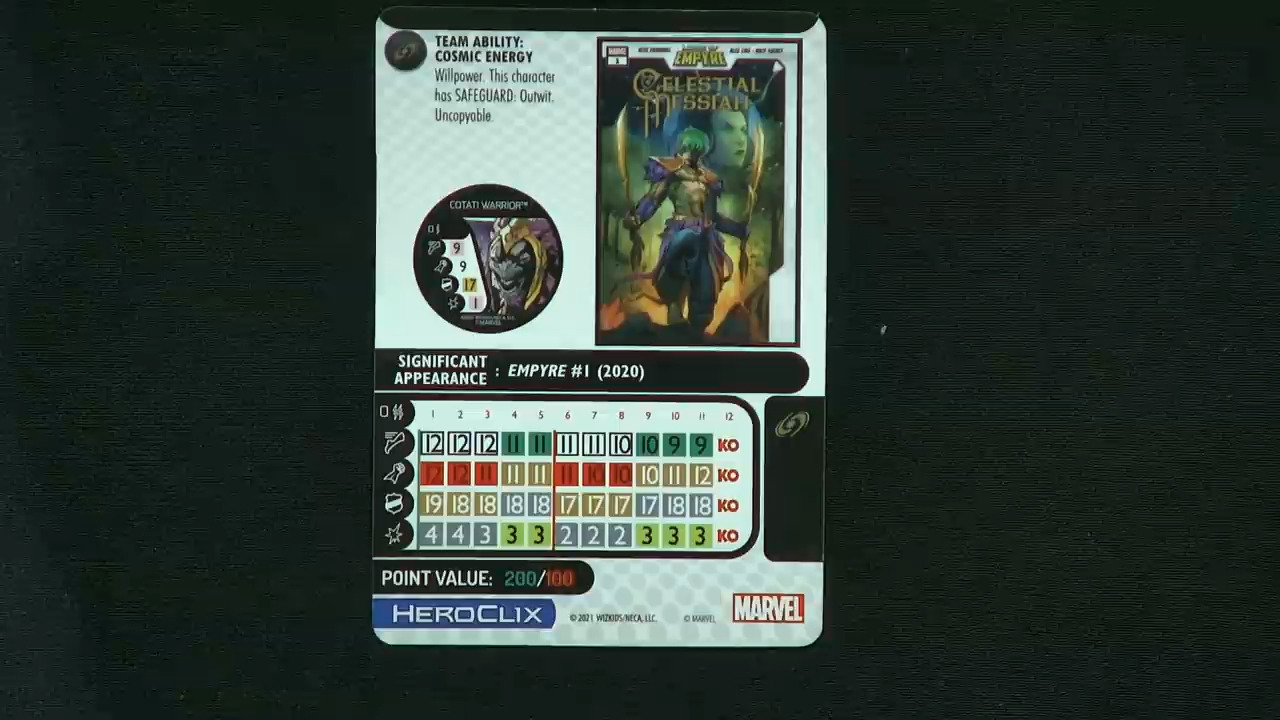 TEAM ABILITY:
COSMIC ENERGY
Willpower. This character
has SAFEGUARD: Outwit.
Uncopyable.
MARVEL
1
EMPYRE
CELESTIAL
MESSIAH
COTATI WARRIOR™
0
9
9
17
1
©MARVEL
SIGNIFICANT
APPEARANCE : EMPYRE #1 (2020)
1 2 3 4 5 6 7 8 9 10 11 12
12 12 12 11 11 11 11 10 10 9 9 KO
12 12 11 11 11 11 10 10 10 11 12 KO
19 18 18 18 18 17 17 17 17 18 18 KO
4 4 3 3 3 2 2 2 3 3 3 KO
POINT VALUE: 200/100
HEROCLIX
© 2021 WIZKIDS/NECA, LLC.
© MARVEL
MARVEL